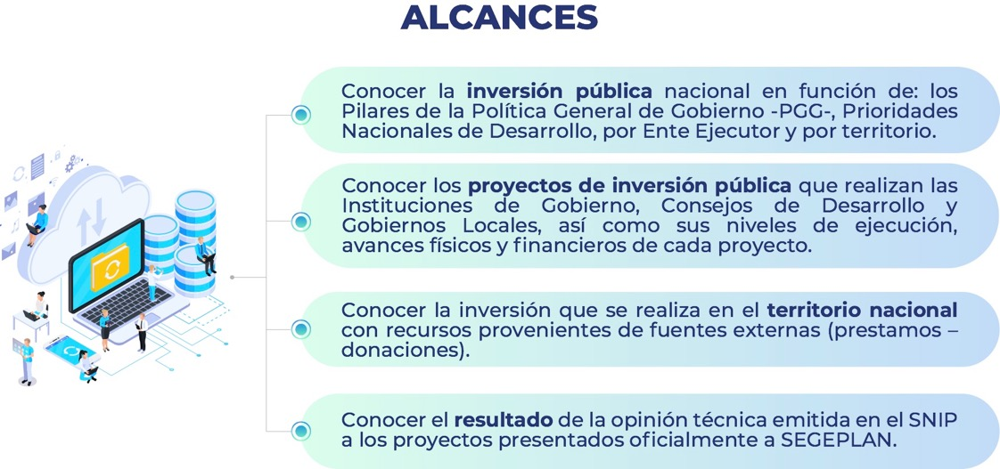 ALCANCES
Conocer la inversión pública nacional en función de: los
Pilares de la Política General de Gobierno -PGG-, Prioridades
Nacionales de Desarrollo, por Ente Ejecutor y por territorio.
Conocer los proyectos de inversión pública que realizan las
Instituciones de Gobierno, Consejos de Desarrollo y
Gobiernos Locales, así como sus niveles de ejecución,
avances físicos y financieros de cada proyecto.
Conocer la inversión que se realiza en el territorio nacional
con recursos provenientes de fuentes externas (prestamos –
donaciones).
Conocer el resultado de la opinión técnica emitida en el SNIP
a los proyectos presentados oficialmente a SEGEPLAN.